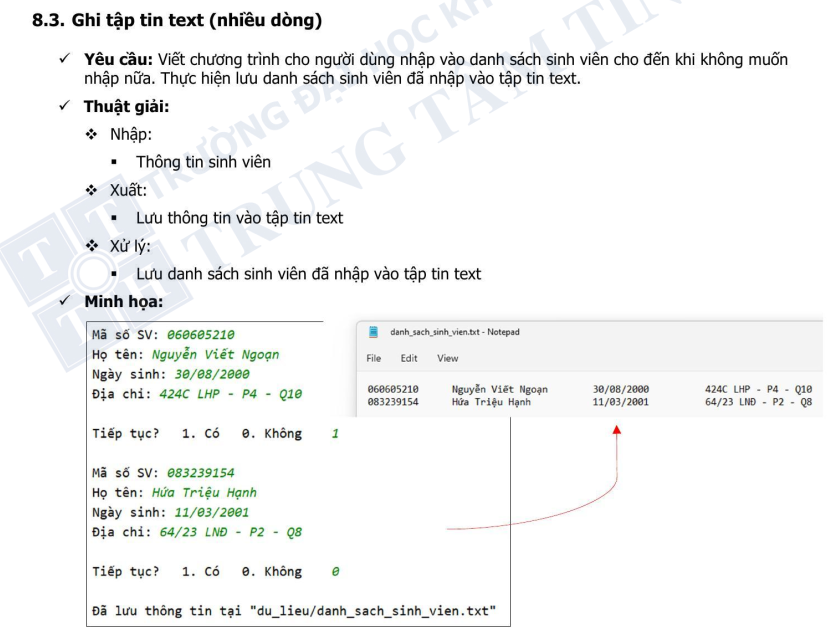 8.3. Ghi tập tin text (nhiều dòng)
✓ Yêu cầu: Viết chương trình cho người dùng nhập vào danh sách sinh viên cho đến khi không muốn
nhập nữa. Thực hiện lưu danh sách sinh viên đã nhập vào tập tin text.
✓ Thuật giải:
❖ Nhập:
▪ Thông tin sinh viên
❖ Xuất:
▪ Lưu thông tin vào tập tin text
❖ Xử lý:
▪ Lưu danh sách sinh viên đã nhập vào tập tin text
✓ Minh họa:
Mã số SV: 060605210
Họ tên: Nguyễn Viết Ngoạn
Ngày sinh: 30/08/2000
Địa chỉ: 424C LHP - P4 - Q10
Tiếp tục? 1. Có 0. Không 1
Mã số SV: 083239154
Họ tên: Hứa Triệu Hạnh
Ngày sinh: 11/03/2001
Địa chỉ: 64/23 LNĐ - P2 - Q8
Tiếp tục? 1. Có 0. Không 0
Đã lưu thông tin tại "du_lieu/danh_sach_sinh_vien.txt"
danh_sach_sinh_vien.txt - Notepad
File Edit View
060605210 Nguyễn Viết Ngoạn 30/08/2000 424C LHP - P4 - Q10
083239154 Hứa Triệu Hạnh 11/03/2001 64/23 LNĐ - P2 - Q8
TRƯỜNG ĐẠI HỌC KH
TRUNG TÂM TIN
T T
T H